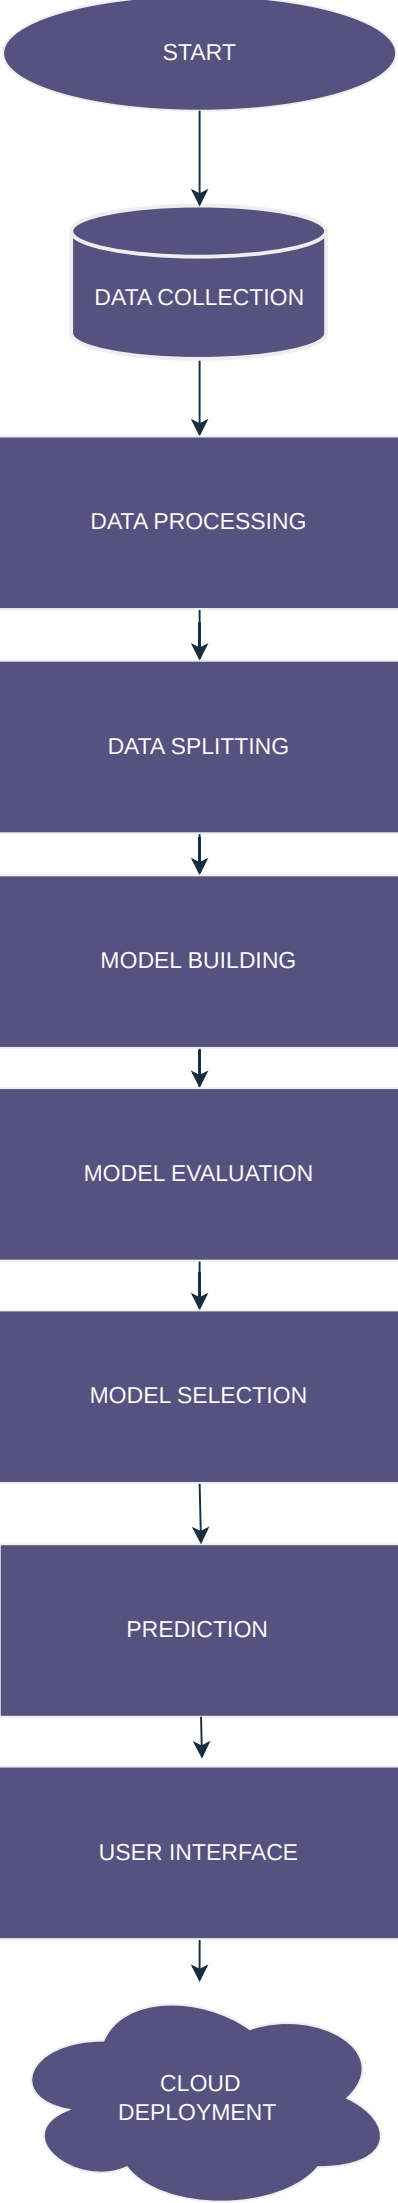 START
DATA COLLECTION
DATA PROCESSING
DATA SPLITTING
MODEL BUILDING
MODEL EVALUATION
MODEL SELECTION
PREDICTION
USER INTERFACE
CLOUD
DEPLOYMENT